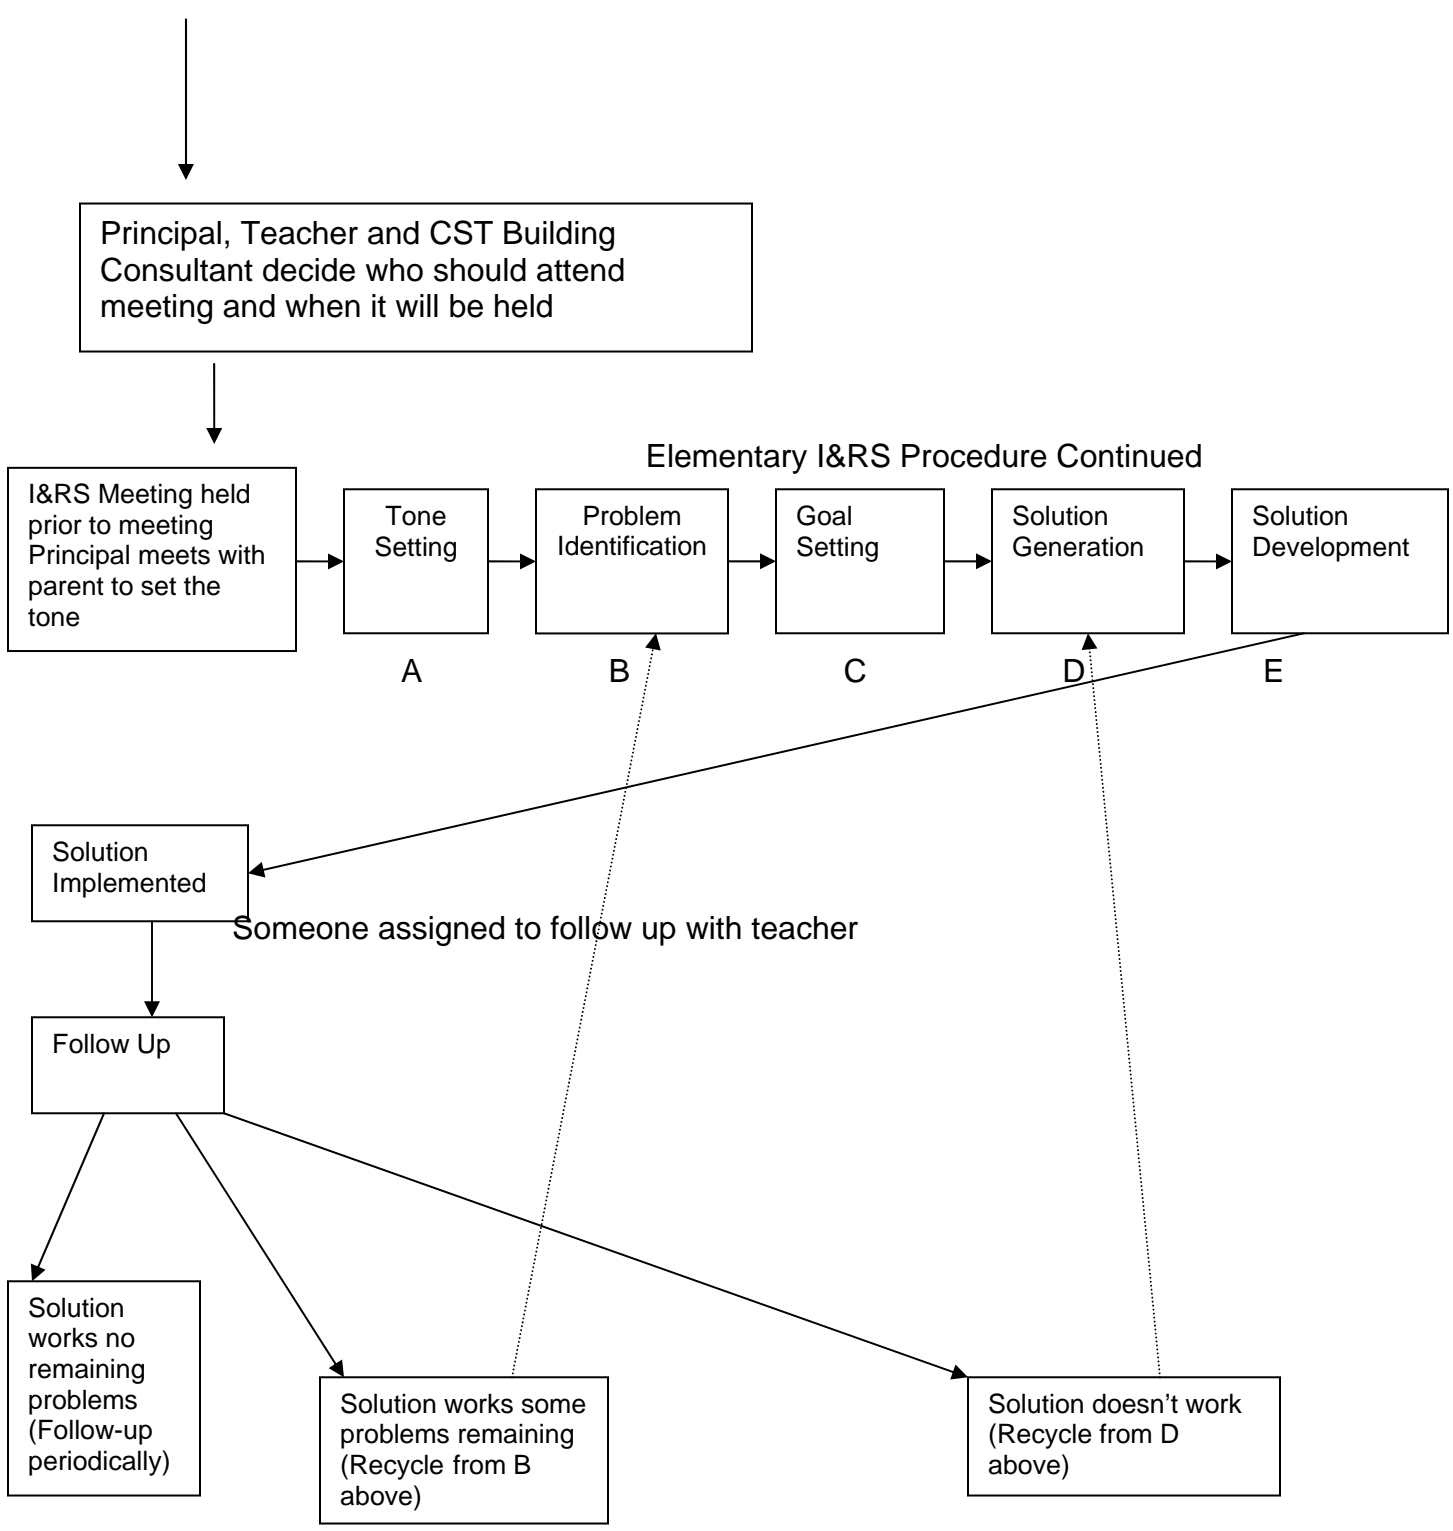 Principal, Teacher and CST Building
Consultant decide who should attend
meeting and when it will be held
Elementary I&RS Procedure Continued
I&RS Meeting held
prior to meeting
Principal meets with
parent to set the
tone
Tone
Setting
Problem
Identification
Goal
Setting
Solution
Generation
Solution
Development
A
B
C
D
E
Solution
Implemented
Someone assigned to follow up with teacher
Follow Up
Solution
works no
remaining
problems
(Follow-up
periodically)
Solution works some
problems remaining
(Recycle from B
above)
Solution doesn’t work
(Recycle from D
above)